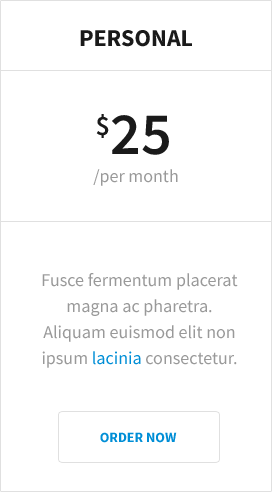 PERSONAL
$25
/per month
Fusce fermentum placerat
magna ac pharetra.
Aliquam euismod elit non
ipsum lacinia consectetur.
ORDER NOW